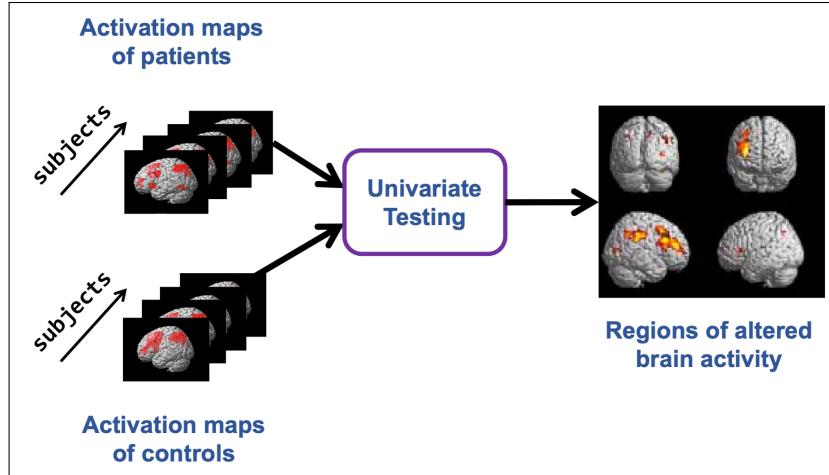 Activation maps
of patients
subjects
Univariate
Testing
subjects
Regions of altered
brain activity
Activation maps
of controls